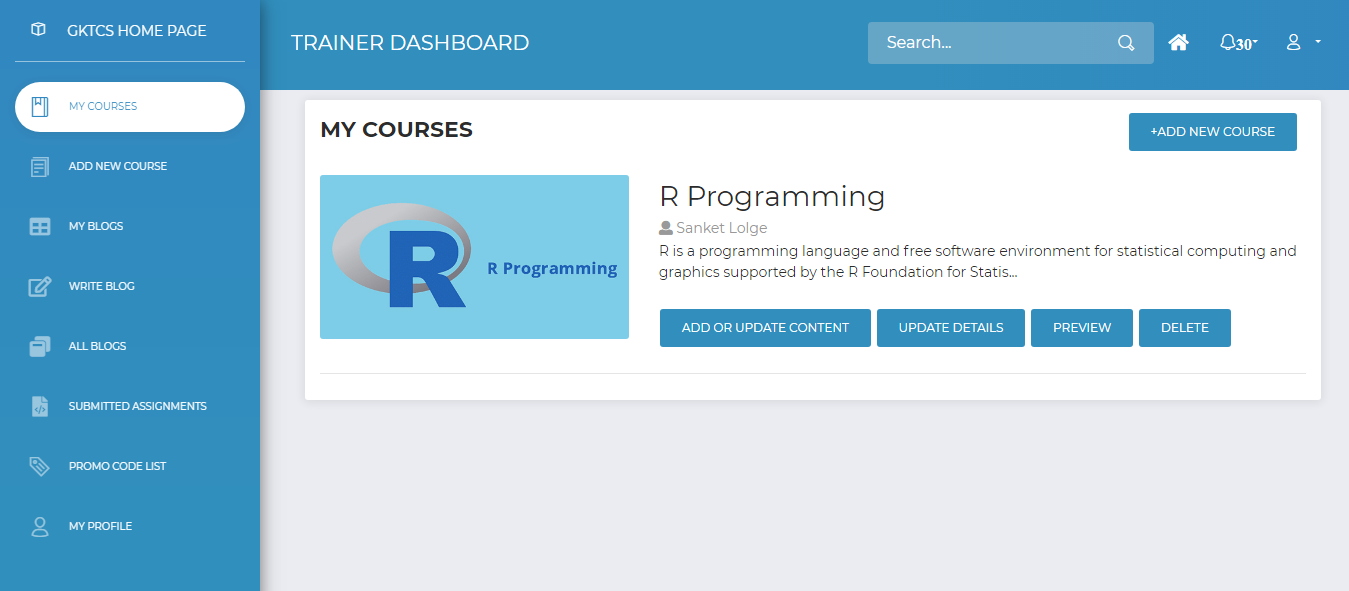 GKTCS HOME PAGE
MY COURSES
ADD NEW COURSE
MY BLOGS
WRITE BLOG
ALL BLOGS
SUBMITTED ASSIGNMENTS
PROMO CODE LIST
MY PROFILE
TRAINER DASHBOARD
Search...
30
MY COURSES
+ADD NEW COURSE
R
R Programming
R Programming
Sanket Lolge
R is a programming language and free software environment for statistical computing and
graphics supported by the R Foundation for Statis...
ADD OR UPDATE CONTENT
UPDATE DETAILS
PREVIEW
DELETE